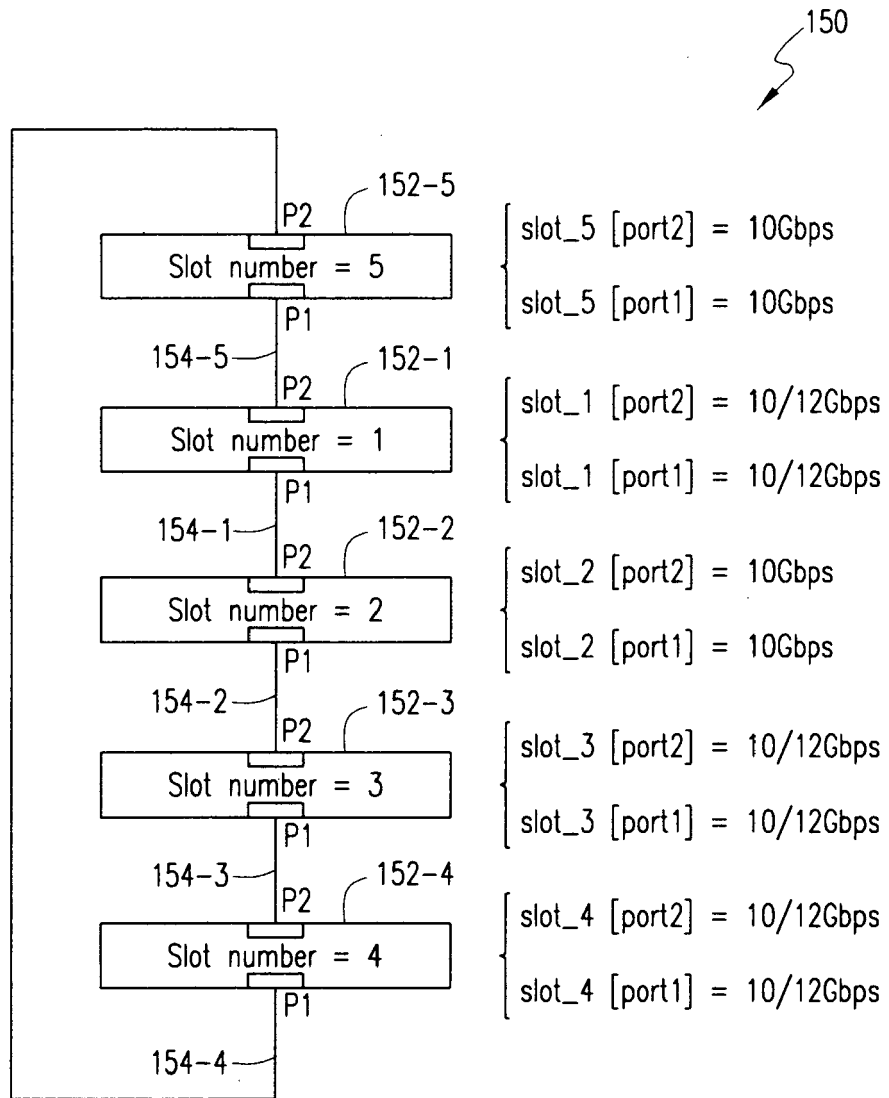 150
152-5
P2
Slot number = 5
P1
slot_5 [port2] = 10Gbps
slot_5 [port1] = 10Gbps
154-5
152-1
P2
Slot number = 1
P1
slot_1 [port2] = 10/12Gbps
slot_1 [port1] = 10/12Gbps
154-1
152-2
P2
Slot number = 2
P1
slot_2 [port2] = 10Gbps
slot_2 [port1] = 10Gbps
154-2
152-3
P2
Slot number = 3
P1
slot_3 [port2] = 10/12Gbps
slot_3 [port1] = 10/12Gbps
154-3
152-4
P2
Slot number = 4
P1
slot_4 [port2] = 10/12Gbps
slot_4 [port1] = 10/12Gbps
154-4